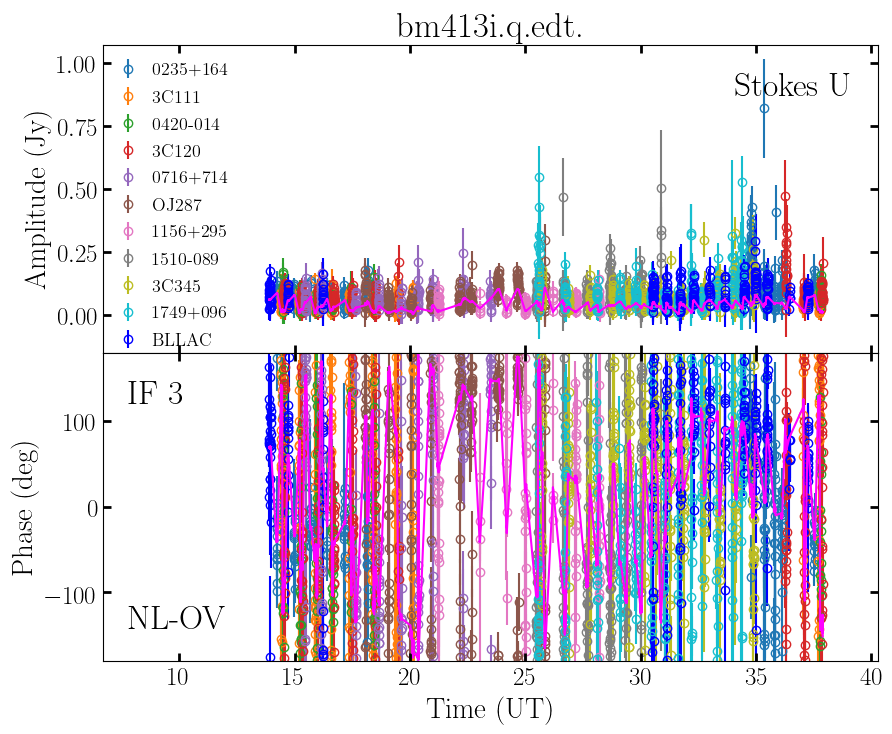 bm413i.q.edt.
Stokes U
Amplitude (Jy)
1.00
0.75
0.50
0.25
0.00
0235+164
3C111
0420-014
3C120
0716+714
OJ287
1156+295
1510-089
3C345
1749+096
BLLAC
IF 3
NL-OV
Phase (deg)
100
0
−100
10
15
20
25
30
35
40
Time (UT)